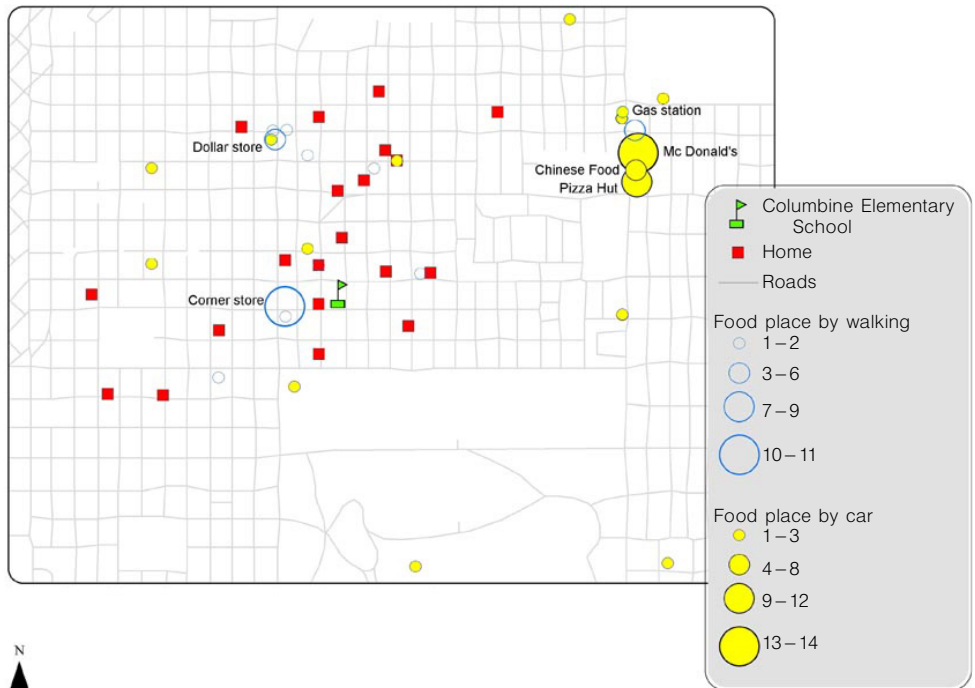 Gas station
Dollar store
Mc Donald's
Chinese Food
Pizza Hut
Corner store
Columbine Elementary
School
Home
Roads
Food place by walking
1–2
3–6
7–9
10–11
Food place by car
1–3
4–8
9–12
13–14
N